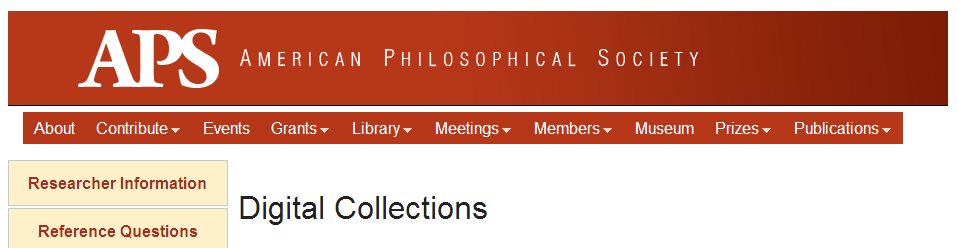 APS AMERICAN PHILOSOPHICAL SOCIETY
About Contribute Events Grants Library Meetings Members Museum Prizes Publications
Researcher Information
Digital Collections
Reference Questions